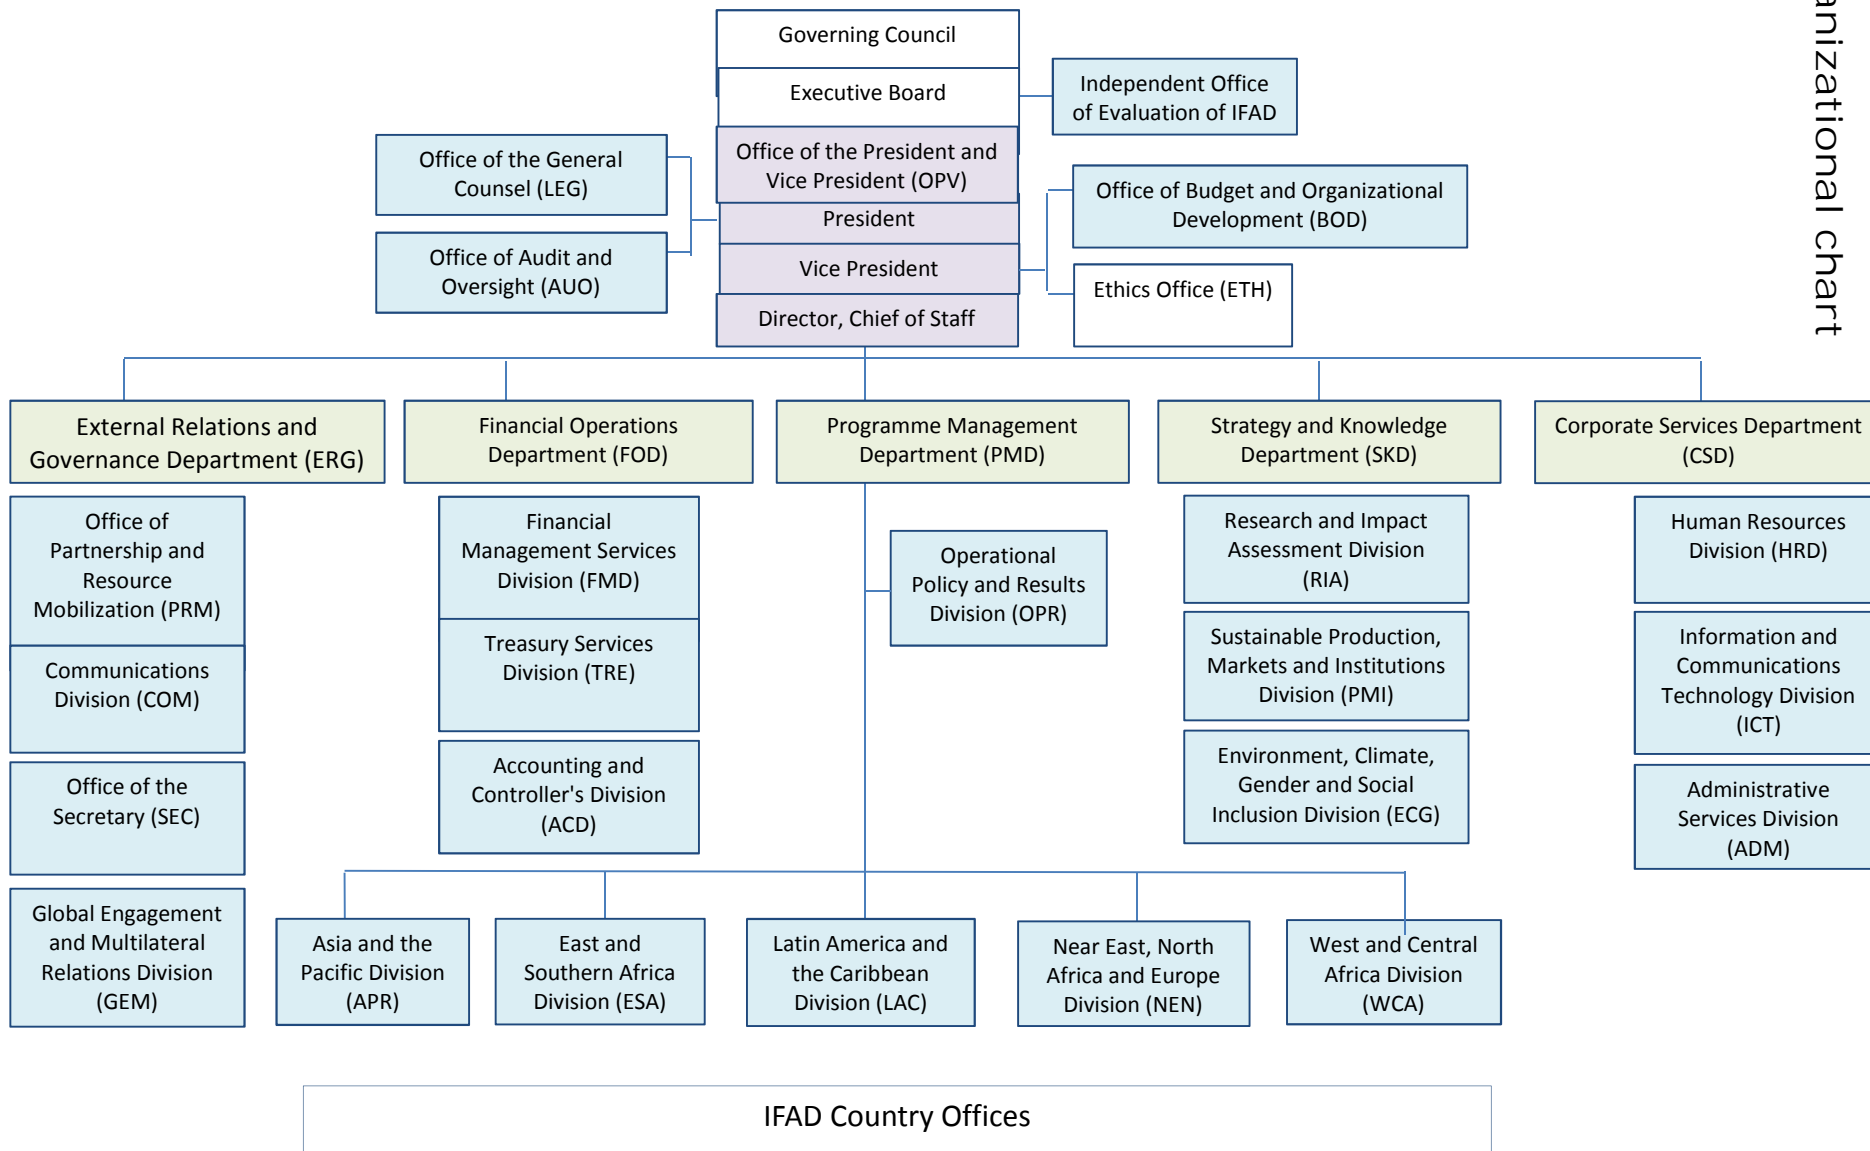 Governing Council
Executive Board
Independent Office
of Evaluation of IFAD
Office of the President and
Vice President (OPV)
Office of the General
Counsel (LEG)
Office of Budget and Organizational
Development (BOD)
President
Office of Audit and
Oversight (AUO)
Vice President
Ethics Office (ETH)
Director, Chief of Staff
anizational chart
External Relations and
Governance Department (ERG)
Financial Operations
Department (FOD)
Programme Management
Department (PMD)
Strategy and Knowledge
Department (SKD)
Corporate Services Department
(CSD)
Office of
Partnership and
Resource
Mobilization (PRM)
Communications
Division (COM)
Office of the
Secretary (SEC)
Global Engagement
and Multilateral
Relations Division
(GEM)
Financial
Management Services
Division (FMD)
Treasury Services
Division (TRE)
Accounting and
Controller's Division
(ACD)
Operational
Policy and Results
Division (OPR)
Research and Impact
Assessment Division
(RIA)
Sustainable Production,
Markets and Institutions
Division (PMI)
Environment, Climate,
Gender and Social
Inclusion Division (ECG)
Human Resources
Division (HRD)
Information and
Communications
Technology Division
(ICT)
Administrative
Services Division
(ADM)
Asia and the
Pacific Division
(APR)
East and
Southern Africa
Division (ESA)
Latin America and
the Caribbean
Division (LAC)
Near East, North
Africa and Europe
Division (NEN)
West and Central
Africa Division
(WCA)
IFAD Country Offices